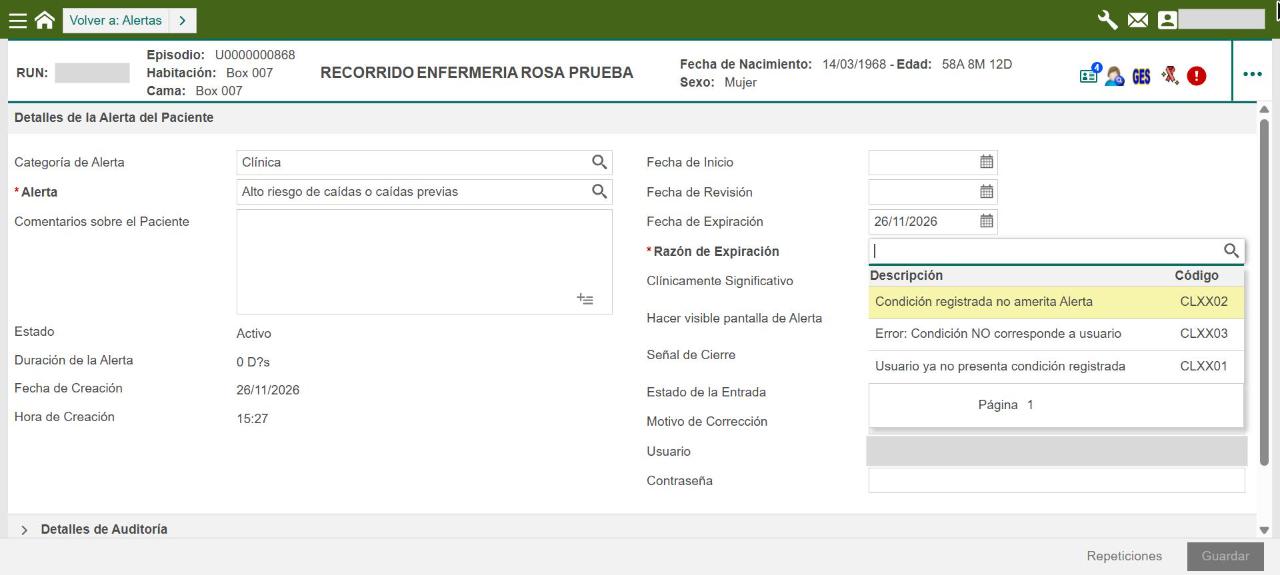 Volver a: Alertas
RUN:
Episodio: U0000000868
Habitación: Box 007
Cama: Box 007
RECORRIDO ENFERMERIA ROSA PRUEBA
Fecha de Nacimiento: 14/03/1968 - Edad: 58A 8M 12D
Sexo: Mujer
4
GES
Detalles de la Alerta del Paciente
Categoría de Alerta
Clínica
*Alerta
Alto riesgo de caídas o caídas previas
Comentarios sobre el Paciente
Estado
Activo
Duración de la Alerta
0 D?s
Fecha de Creación
26/11/2026
Hora de Creación
15:27
Fecha de Inicio
Fecha de Revisión
Fecha de Expiración
26/11/2026
*Razón de Expiración
Descripción Código
Condición registrada no amerita Alerta CLXX02
Error: Condición NO corresponde a usuario CLXX03
Usuario ya no presenta condición registrada CLXX01
Página 1
Clínicamente Significativo
Hacer visible pantalla de Alerta
Señal de Cierre
Estado de la Entrada
Motivo de Corrección
Usuario
Contraseña
Detalles de Auditoría
Repeticiones
Guardar